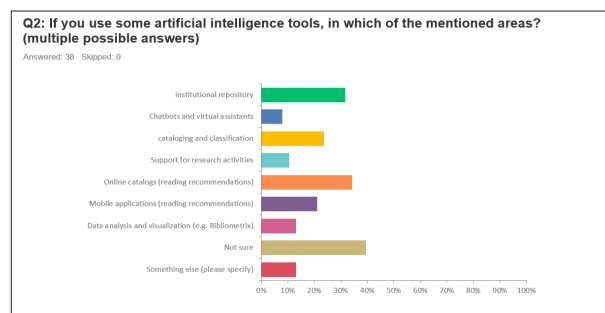 Q2: If you use some artificial intelligence tools, in which of the mentioned areas?
(multiple possible answers)
Answered: 38 Skipped: 0
institutional repository
Chatbots and virtual assistants
cataloging and classification
Support for research activities
Online catalogs (reading recommendations)
Mobile applications (reading recommendations)
Data analysis and visualization (e.g. Bibliometrix)
Not sure
Something else (please specify)
0% 10% 20% 30% 40% 50% 60% 70% 80% 90% 100%